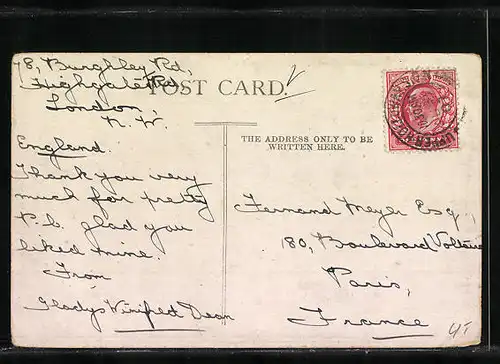 78, Burghley Rd,
Highgate Rd,
London,
N. W.
England.
POST CARD.
Thank you very
much for pretty
P.c. glad you
liked mine.
From
Gladys Winifred Dean
THE ADDRESS ONLY TO BE
WRITTEN HERE.
Fernand Meyer Esq.,
80, Boulevard Voltaire
Paris,
France